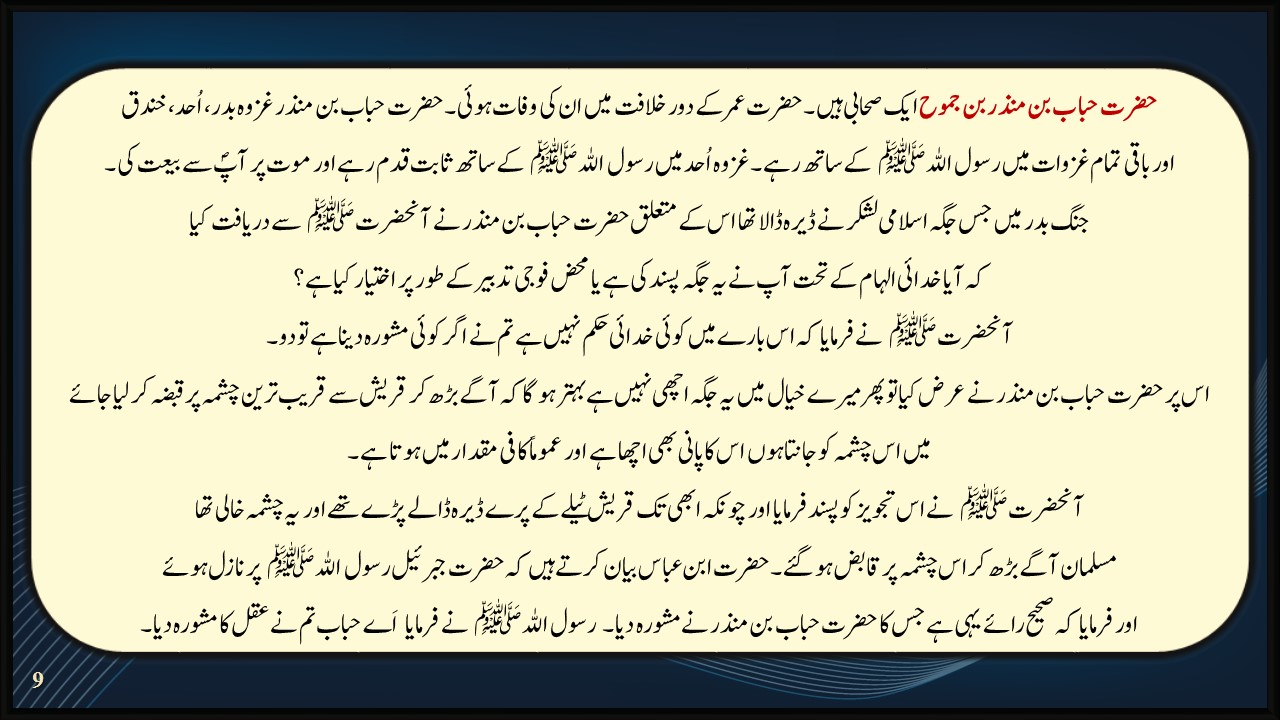 حضرت حباب بن منذر بن جموح ایک صحابی ہیں۔ حضرت عمر کے دور خلافت میں ان کی وفات ہوئی۔ حضرت حباب بن منذر غزوہ بدر، اُحد، خندق
اور باقی تمام غزوات میں رسول اللہ ﷺ کے ساتھ رہے۔ غزوہ اُحد میں رسول اللہ ﷺ کے ساتھ ثابت قدم رہے اور موت پر آپؐ سے بیعت کی۔
جنگ بدر میں جس جگہ اسلامی لشکر نے ڈیرہ ڈالا تھا اس کے متعلق حضرت حباب بن منذر نے آنحضرت ﷺ سے دریافت کیا
کہ آیا خدائی الہام کے تحت آپ نے یہ جگہ پسند کی ہے یا محض فوجی تدبیر کے طور پر اختیار کیا ہے؟
آنحضرت ﷺ نے فرمایا کہ اس بارے میں کوئی خدائی حکم نہیں ہے تم نے اگر کوئی مشورہ دینا ہے تو دو۔
اس پر حضرت حباب بن منذر نے عرض کیا تو پھر میرے خیال میں یہ جگہ اچھی نہیں ہے بہتر ہو گا کہ آگے بڑھ کر قریش سے قریب ترین چشمہ پر قبضہ کر لیا جائے
میں اس چشمہ کو جانتا ہوں اس کا پانی بھی اچھا ہے اور عموماً کافی مقدار میں ہوتا ہے۔
آنحضرت ﷺ نے اس تجویز کو پسند فرمایا اور چونکہ ابھی تک قریش ٹیلے کے پرے ڈیرہ ڈالے پڑے تھے اور یہ چشمہ خالی تھا
مسلمان آگے بڑھ کر اس چشمہ پر قابض ہو گئے۔ حضرت ابن عباس بیان کرتے ہیں کہ حضرت جبرئیل رسول اللہ ﷺ پر نازل ہوئے
اور فرمایا کہ صحیح رائے یہی ہے جس کا حضرت حباب بن منذر نے مشورہ دیا۔ رسول اللہ ﷺ نے فرمایا اَے حباب تم نے عقل کا مشورہ دیا۔
9